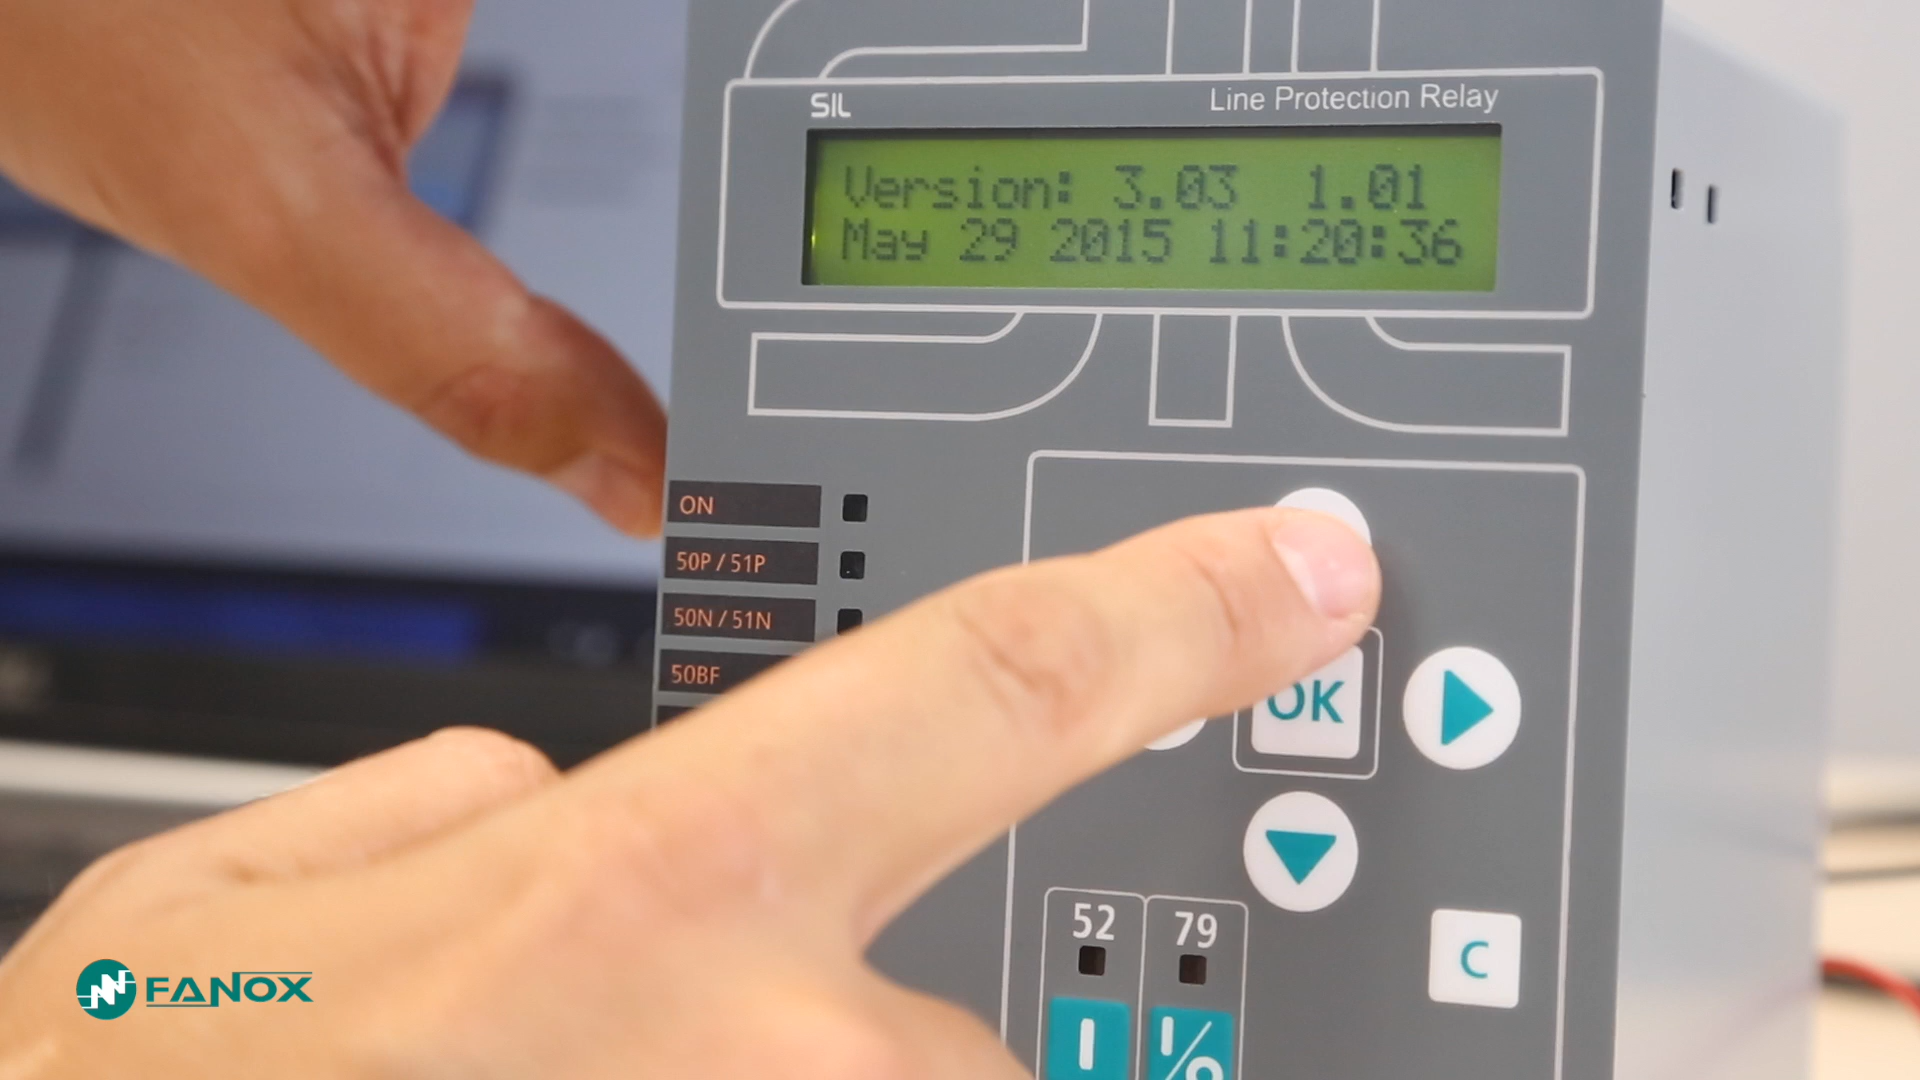 SIL
Line Protection Relay
Version: 3.03 1.01
May 29 2015 11:20:36
ON
50P / 51P
50N / 51N
50BF
OK
52
79
C
I
I/O
FANOX